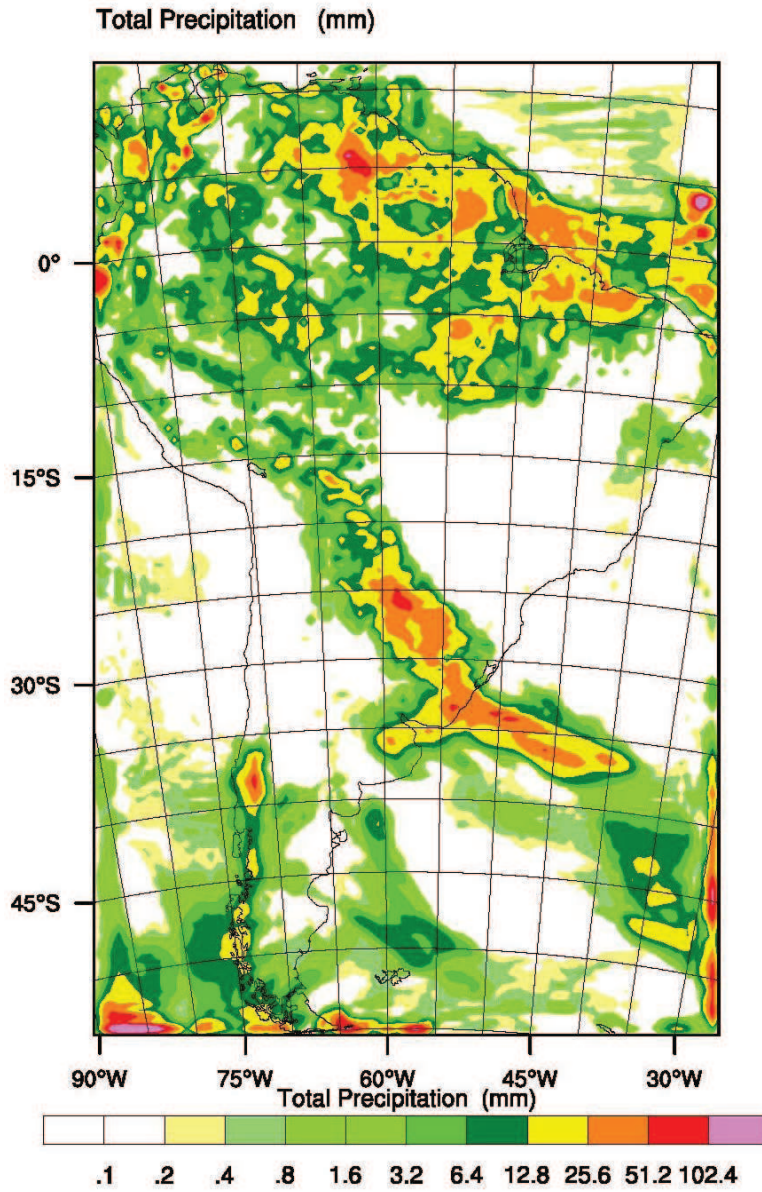 Total Precipitation (mm)
0°
15°S
30°S
45°S
90°W 75°W 60°W 45°W 30°W
Total Precipitation (mm)
.1 .2 .4 .8 1.6 3.2 6.4 12.8 25.6 51.2 102.4